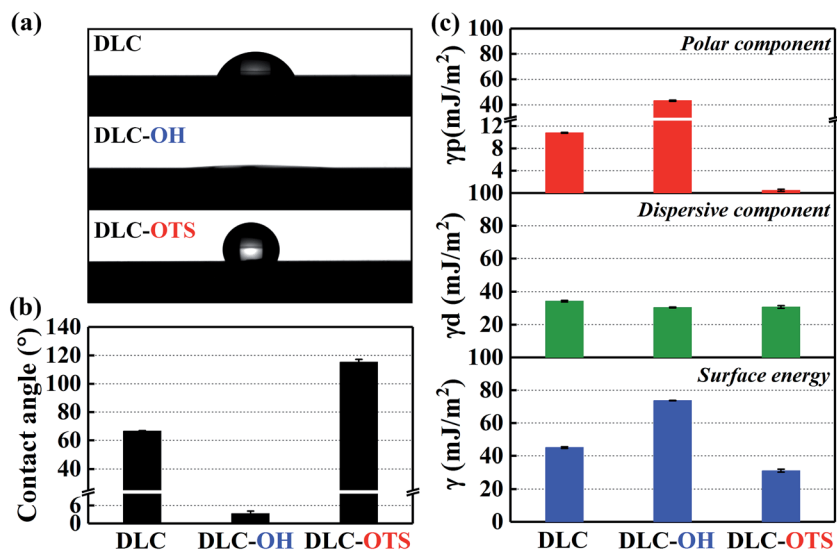 (a)
DLC
DLC-OH
DLC-OTS
(b)
Contact angle (°)
140
120
100
80
60
40
6
0
DLC DLC-OH DLC-OTS
(c)
Polar component
γp(mJ/m²)
100
80
60
40
12
8
4
Dispersive component
γd (mJ/m²)
100
80
60
40
20
Surface energy
γ (mJ/m²)
100
80
60
40
20
0
DLC DLC-OH DLC-OTS